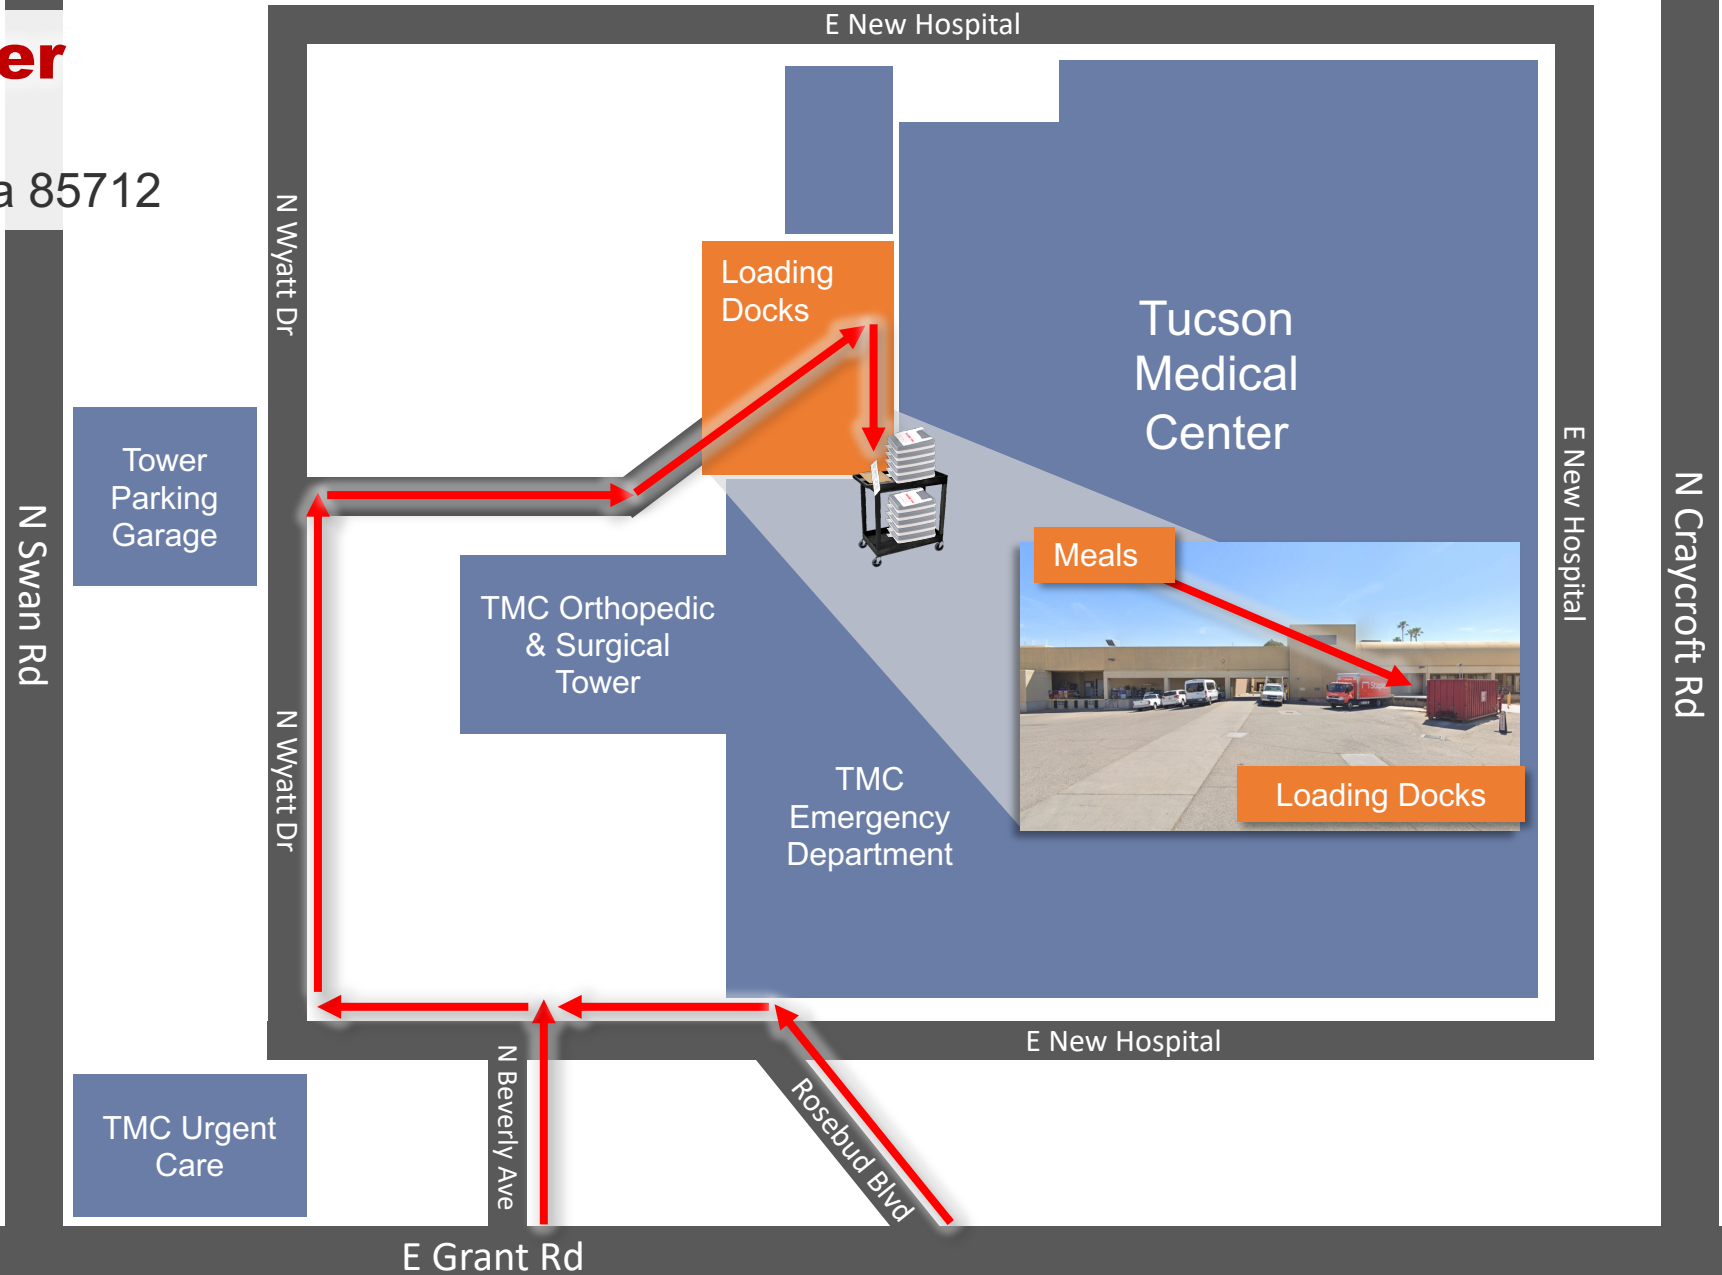 er
a 85712
E New Hospital
N Wyatt Dr
Loading
Docks
Tucson
Medical
Center
Tower
Parking
Garage
N Swan Rd
E New Hospital
N Craycroft Rd
Meals
TMC Orthopedic
& Surgical
Tower
N Wyatt Dr
TMC
Emergency
Department
Loading Docks
E New Hospital
N Beverly Ave
Rosebud Blvd
TMC Urgent
Care
E Grant Rd